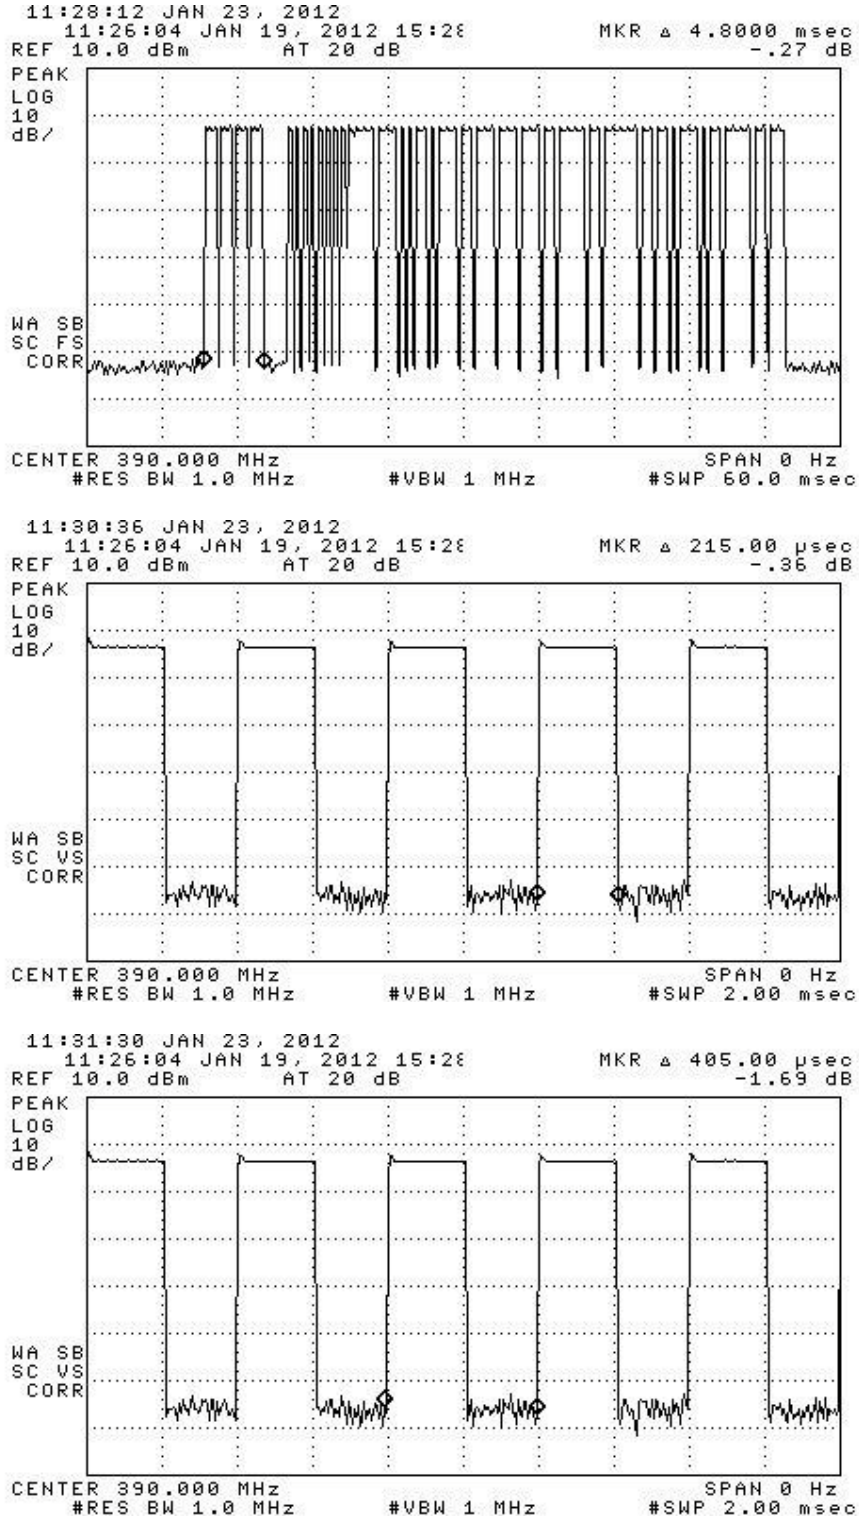 11:28:12 JAN 23, 2012
11:26:04 JAN 19, 2012 15:28
MKR Δ 4.8000 msec
REF 10.0 dBm AT 20 dB -.27 dB
PEAK
LOG
10
dB/
WA SB
SC FS
CORR
CENTER 390.000 MHz SPAN 0 Hz
#RES BW 1.0 MHz #VBW 1 MHz #SWP 60.0 msec
11:30:36 JAN 23, 2012
11:26:04 JAN 19, 2012 15:28
MKR Δ 215.00 µsec
REF 10.0 dBm AT 20 dB -.36 dB
PEAK
LOG
10
dB/
WA SB
SC VS
CORR
CENTER 390.000 MHz SPAN 0 Hz
#RES BW 1.0 MHz #VBW 1 MHz #SWP 2.00 msec
11:31:30 JAN 23, 2012
11:26:04 JAN 19, 2012 15:28
MKR Δ 405.00 µsec
REF 10.0 dBm AT 20 dB -1.69 dB
PEAK
LOG
10
dB/
WA SB
SC VS
CORR
CENTER 390.000 MHz SPAN 0 Hz
#RES BW 1.0 MHz #VBW 1 MHz #SWP 2.00 msec